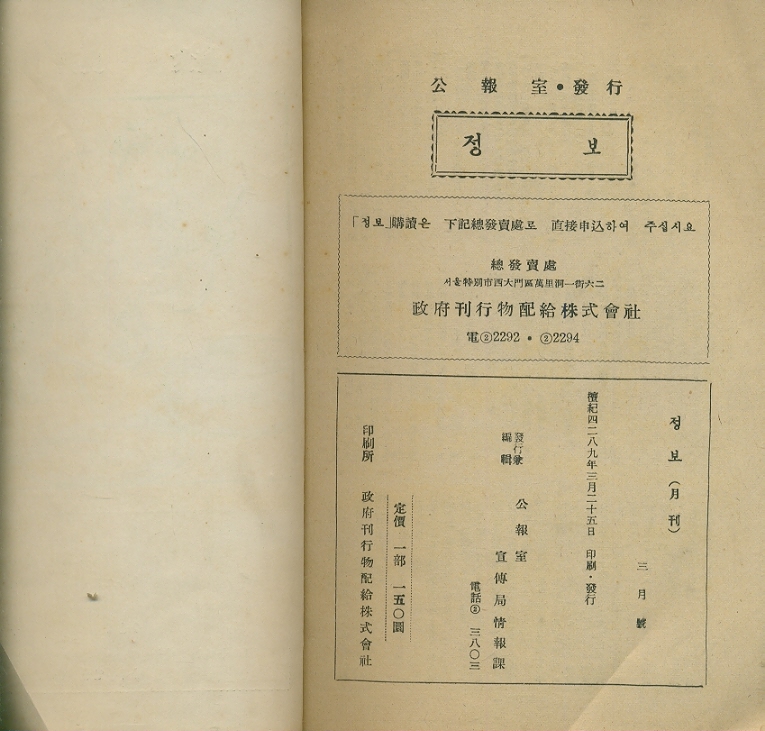 公報室・發行
정보
「정보」購讀은 下記總發賣處로 直接申込하여 주십시요
總發賣處
서울特別市西大門區萬里洞一街六二
政府刊行物配給株式會社
電②2292・②2294
정보(月刊)
三月號
檀紀四二八九年三月二十五日 印刷・發行
發行兼
編輯
公報室
宣傳局情報課
電話② 三八〇三
定價 一部 一五〇圜
印刷所 政府刊行物配給株式會社